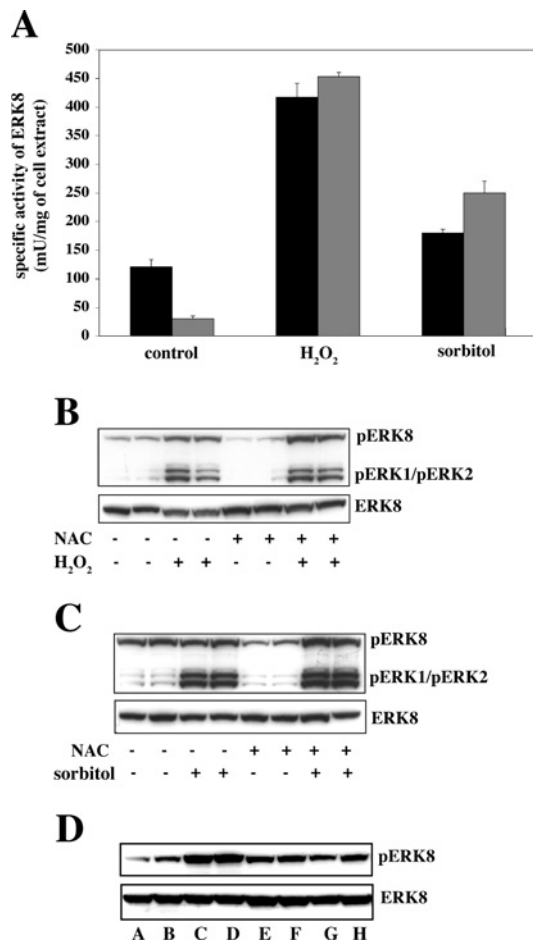 A
specific activity of ERK8
(mU/mg of cell extract)
500
450
400
350
300
250
200
150
100
50
0
control
H₂O₂
sorbitol
B
pERK8
pERK1/pERK2
ERK8
NAC - - - - + + + +
H₂O₂ - - + + - - + +
C
pERK8
pERK1/pERK2
ERK8
NAC - - - - + + + +
sorbitol - - + + - - + +
D
pERK8
ERK8
A B C D E F G H